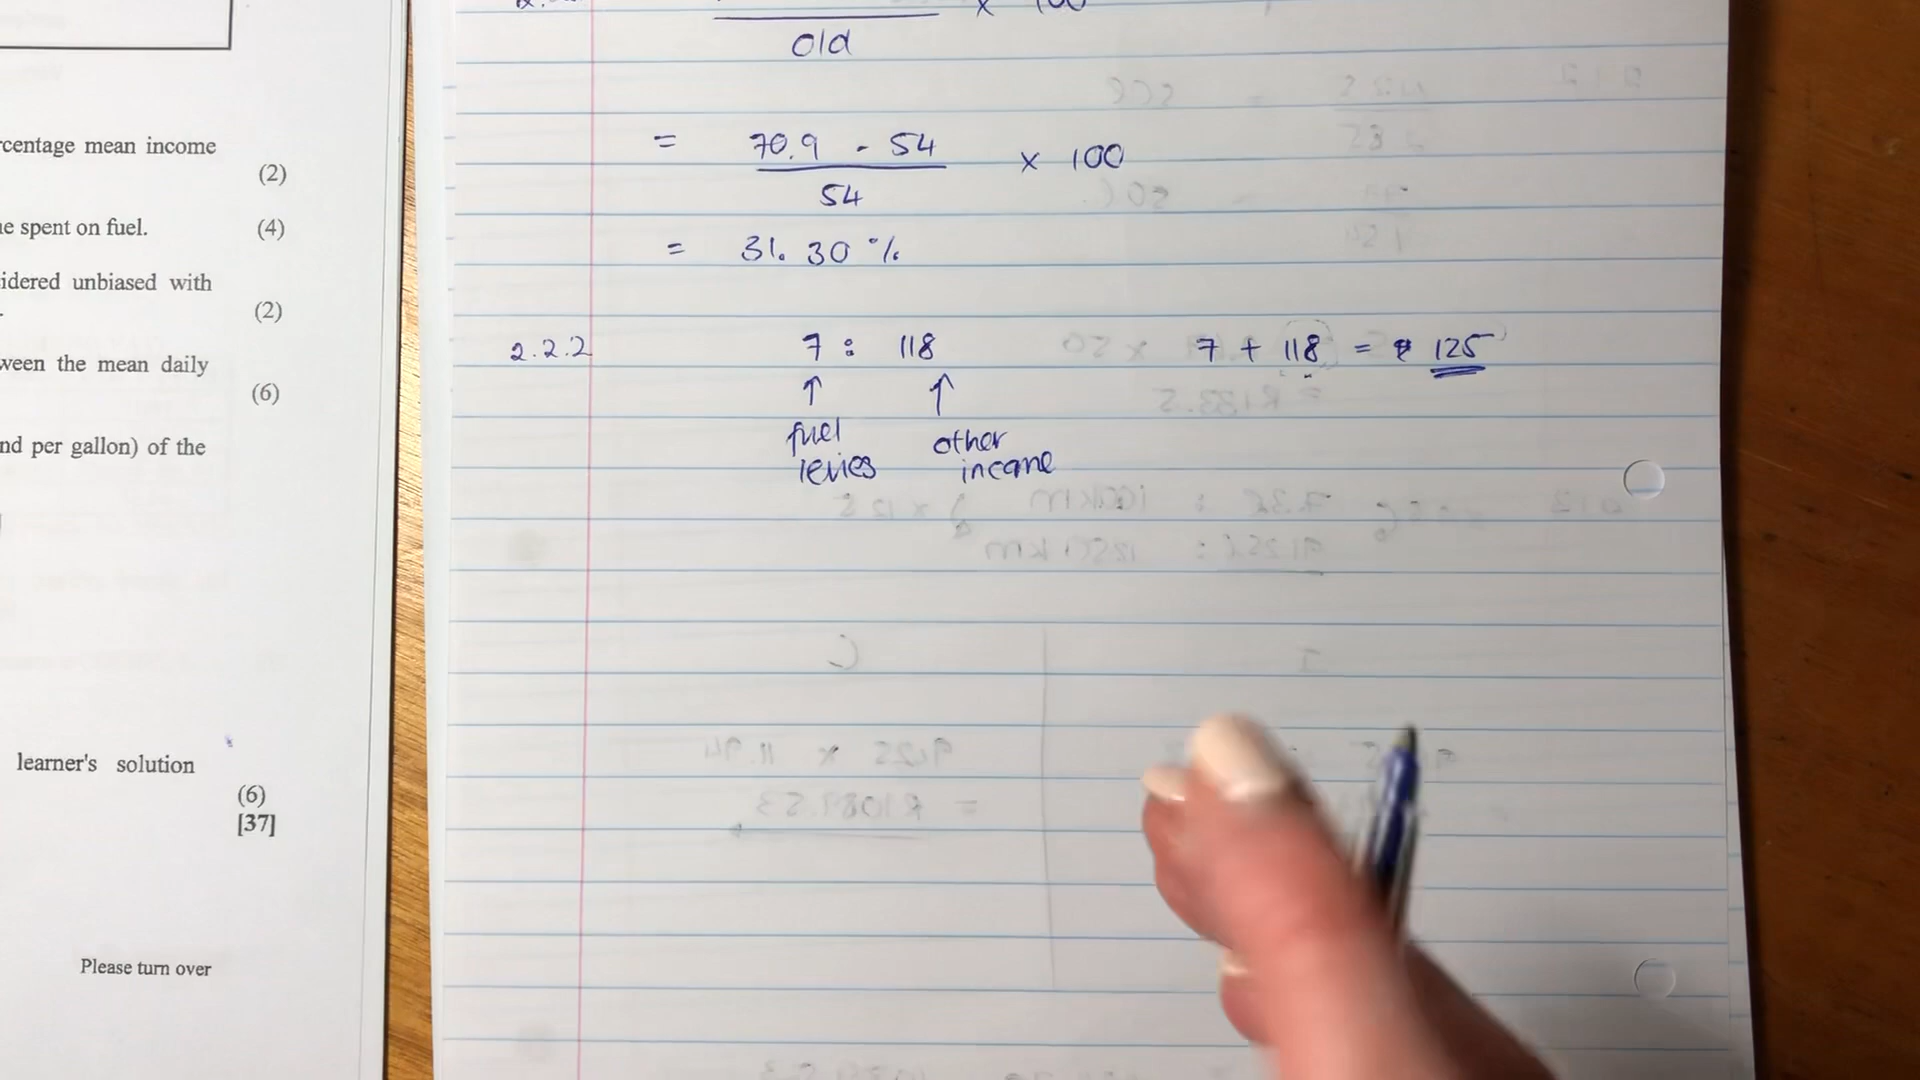 rcentage mean income
(2)
e spent on fuel. (4)
idered unbiased with
(2)
ween the mean daily
(6)
nd per gallon) of the
learner's solution
(6)
[37]
Please turn over
x 100
old
= 70.9 - 54 x 100
54
= 31.30 %
2.2.2 7 : 118 7 + 118 = 125
↑ ↑
fuel other
levies income